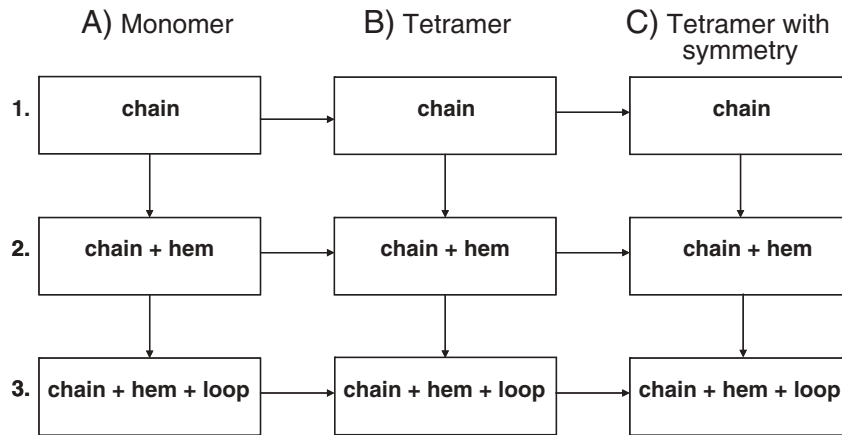 A) Monomer
B) Tetramer
C) Tetramer with
symmetry
1.
chain
chain
chain
2.
chain + hem
chain + hem
chain + hem
3.
chain + hem + loop
chain + hem + loop
chain + hem + loop